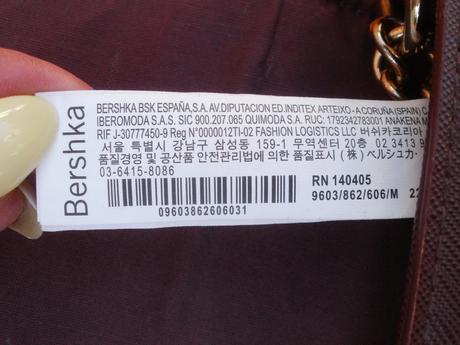 Bershka
BERSHKA BSK ESPAÑA,S.A. AV.DIPUTACION ED.INDITEX ARTEIXO-A CORUÑA (SPAIN)
IBEROMODA S.A.S. SIC 900.207.065 QUIMODA S.A. RUC: 1792342783001 ANAKENA
RIF J-30777450-9 Reg N°0000012TI-02 FASHION LOGISTICS LLC 버쉬카코리아
서울 특별시 강남구 삼성동 159-1 무역센터 20층 02 3413 9
품질경영 및 공산품 안전관리법에 의한 품질표시 (株) ベルシュカ
03-6415-8086
RN 140405
09603862606031
9603/862/606/M 22